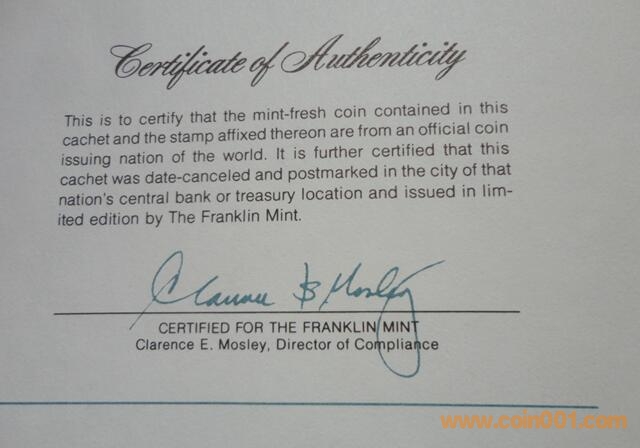 Certificate of Authenticity
This is to certify that the mint-fresh coin contained in this
cachet and the stamp affixed thereon are from an official coin
issuing nation of the world. It is further certified that this
cachet was date-canceled and postmarked in the city of that
nation's central bank or treasury location and issued in lim-
ited edition by The Franklin Mint.
CERTIFIED FOR THE FRANKLIN MINT
Clarence E. Mosley, Director of Compliance
www.coin001.com